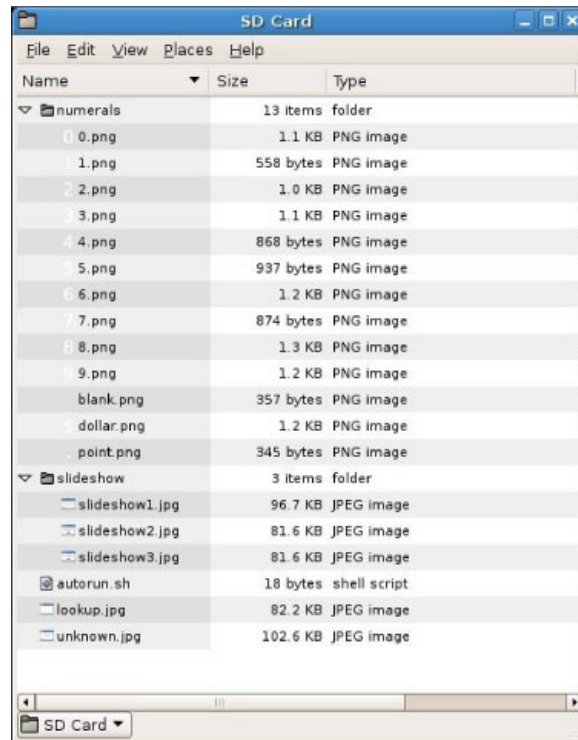 SD Card
File Edit View Places Help
Name Size Type
numerals 13 items folder
0.png 1.1 KB PNG image
1.png 558 bytes PNG image
2.png 1.0 KB PNG image
3.png 1.1 KB PNG image
4.png 868 bytes PNG image
5.png 937 bytes PNG image
6.png 1.2 KB PNG image
7.png 874 bytes PNG image
8.png 1.3 KB PNG image
9.png 1.2 KB PNG image
blank.png 357 bytes PNG image
dollar.png 1.2 KB PNG image
point.png 345 bytes PNG image
slideshow 3 items folder
slideshow1.jpg 96.7 KB JPEG image
slideshow2.jpg 81.6 KB JPEG image
slideshow3.jpg 81.6 KB JPEG image
autorun.sh 18 bytes shell script
lookup.jpg 82.2 KB JPEG image
unknown.jpg 102.6 KB JPEG image
SD Card